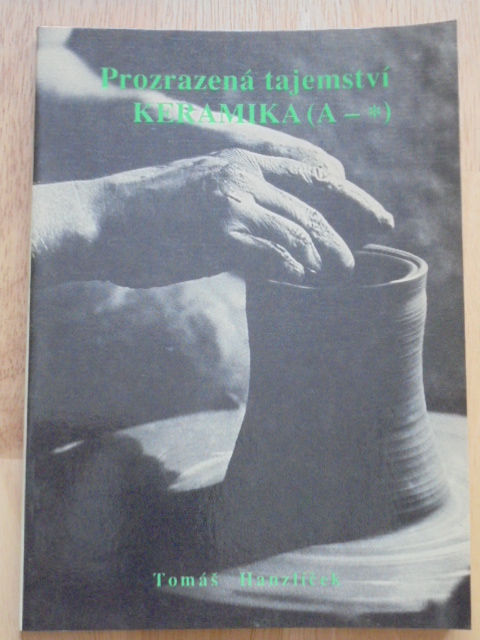 Prozrazená tajemství
KERAMIKA (A – *)
Tomáš Hanzlíček